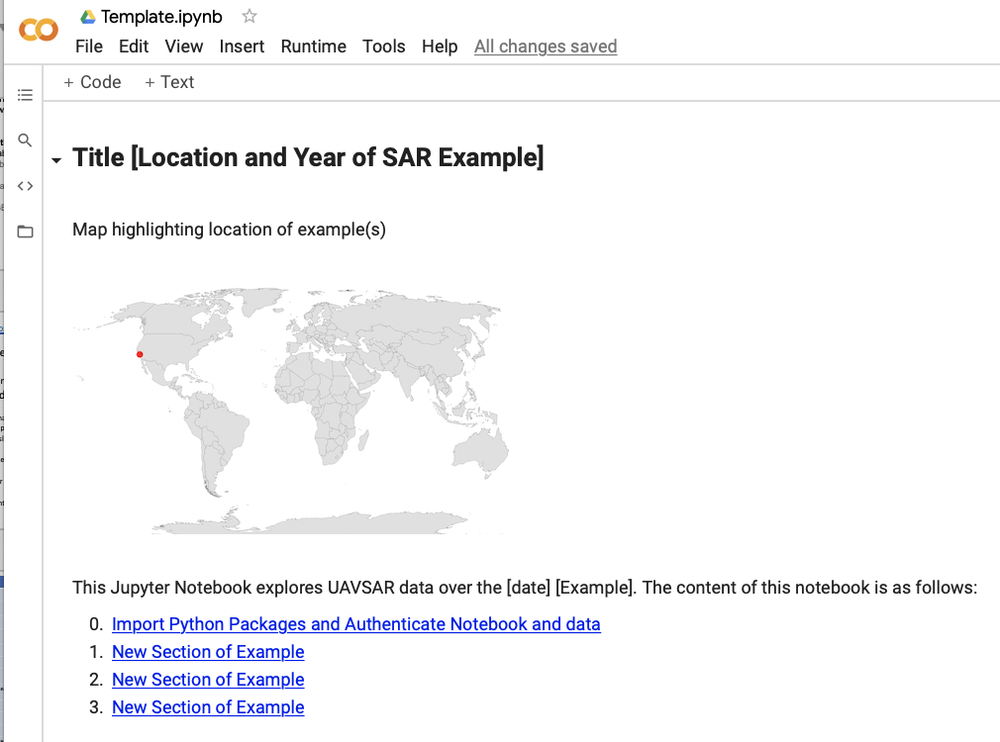 Template.ipynb
File Edit View Insert Runtime Tools Help All changes saved
+ Code + Text
Title [Location and Year of SAR Example]
Map highlighting location of example(s)
This Jupyter Notebook explores UAVSAR data over the [date] [Example]. The content of this notebook is as follows:
0. Import Python Packages and Authenticate Notebook and data
1. New Section of Example
2. New Section of Example
3. New Section of Example